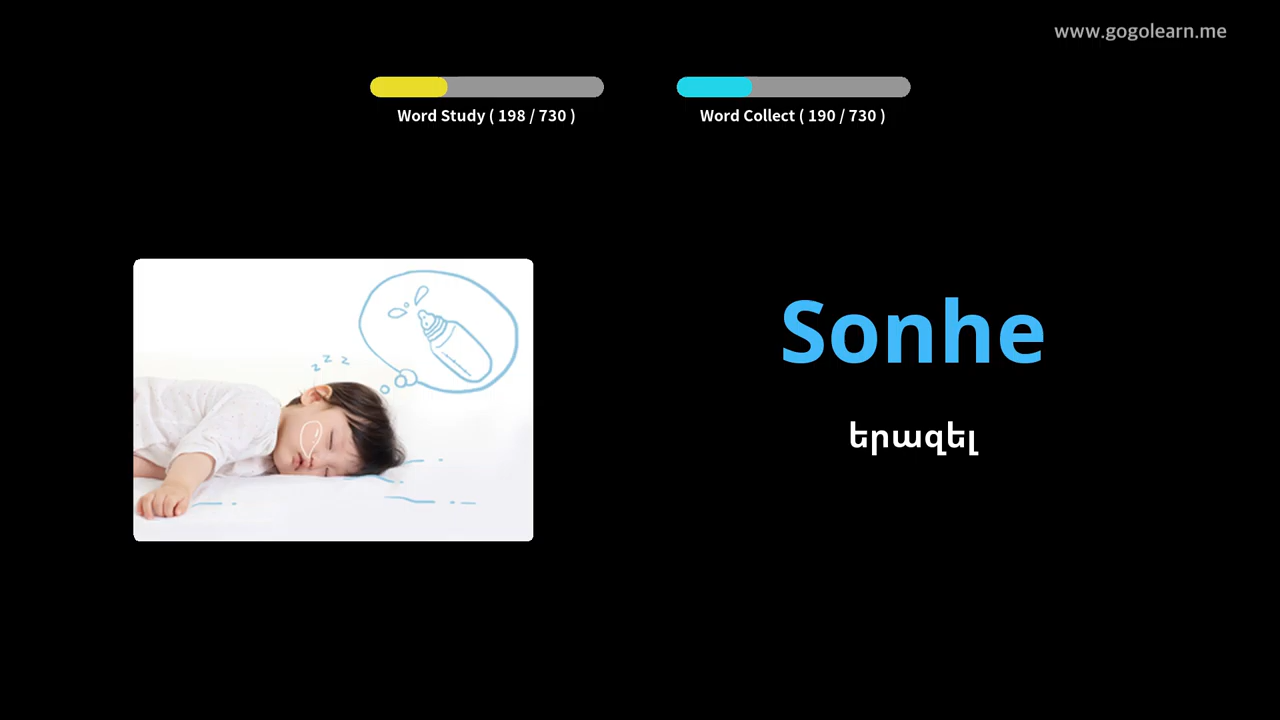 www.gogolearn.me
Word Study ( 198 / 730 )
Word Collect ( 190 / 730 )
z z z
Sonhe
երազել